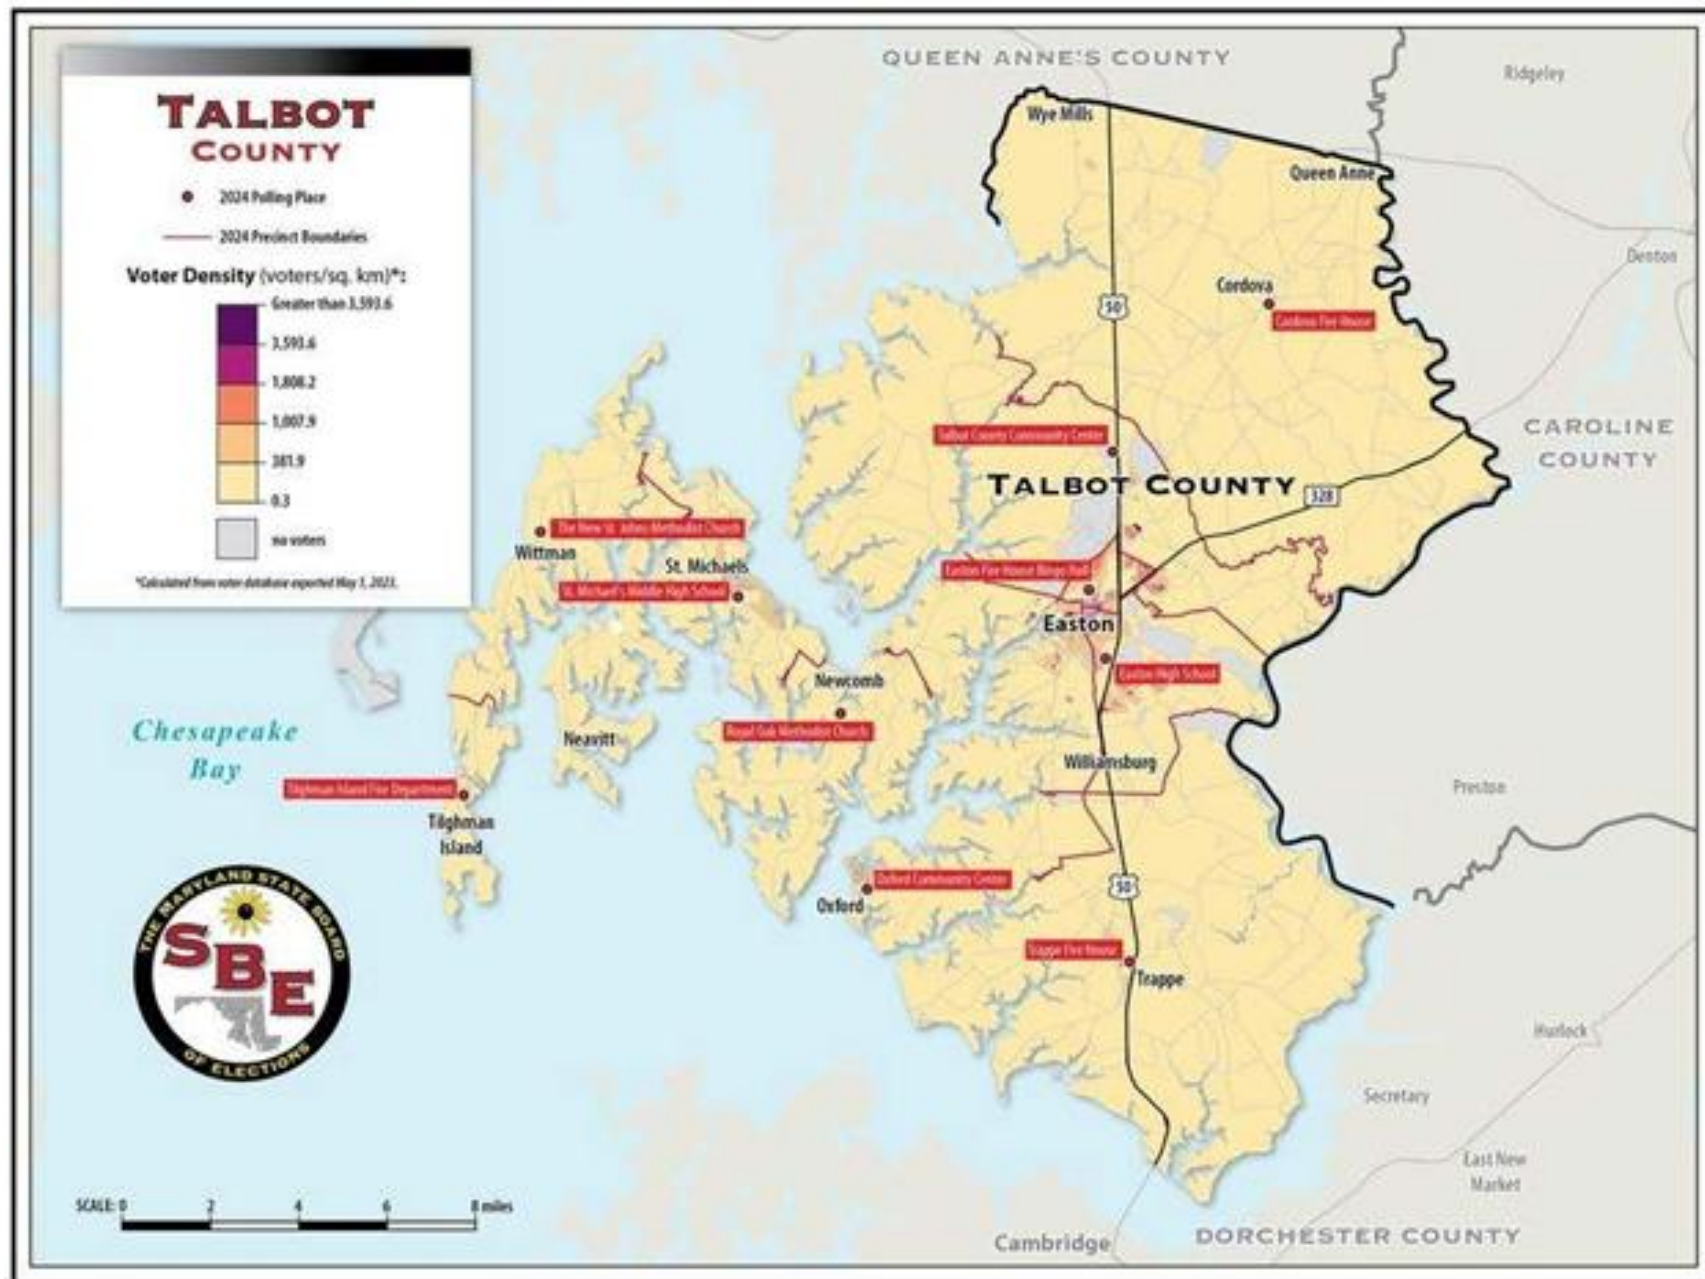 TALBOT
COUNTY
2024 Polling Place
2024 Precinct Boundaries
Voter Density (voters/sq. km)*:
Greater than 3,593.6
3,593.6
1,808.2
1,007.9
381.9
0.3
no voters
*Calculated from voter database exported May 3, 2023.
QUEEN ANNE'S COUNTY
Ridgeley
Wye Mills
Queen Anne
Denton
Cordova
Cordova Fire House
50
CAROLINE
COUNTY
Talbot County Community Center
TALBOT COUNTY
328
The New St. Johns Methodist Church
Wittman
St. Michaels
St. Michael's Middle High School
Easton Fire House Bingo Hall
Easton
Easton High School
Newcomb
Royal Oak Methodist Church
Neavitt
Chesapeake
Bay
Williamsburg
Preston
Tilghman Island Fire Department
Tilghman
Island
Oxford Community Center
Oxford
50
Trappe Fire House
Trappe
THE MARYLAND STATE BOARD
SBE
OF ELECTIONS
Hurlock
Secretary
East New
Market
SCALE: 0 2 4 6 8 miles
Cambridge
DORCHESTER COUNTY